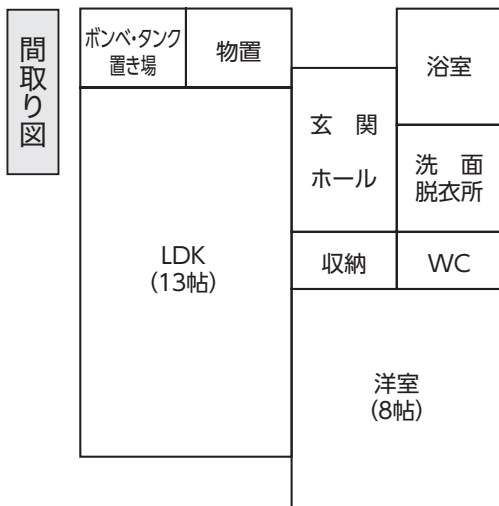 間取り図
ボンベ・タンク
置き場
物置
浴室
玄　関
ホール
洗　面
脱衣所
LDK
(13帖)
収納
WC
洋室
(8帖)